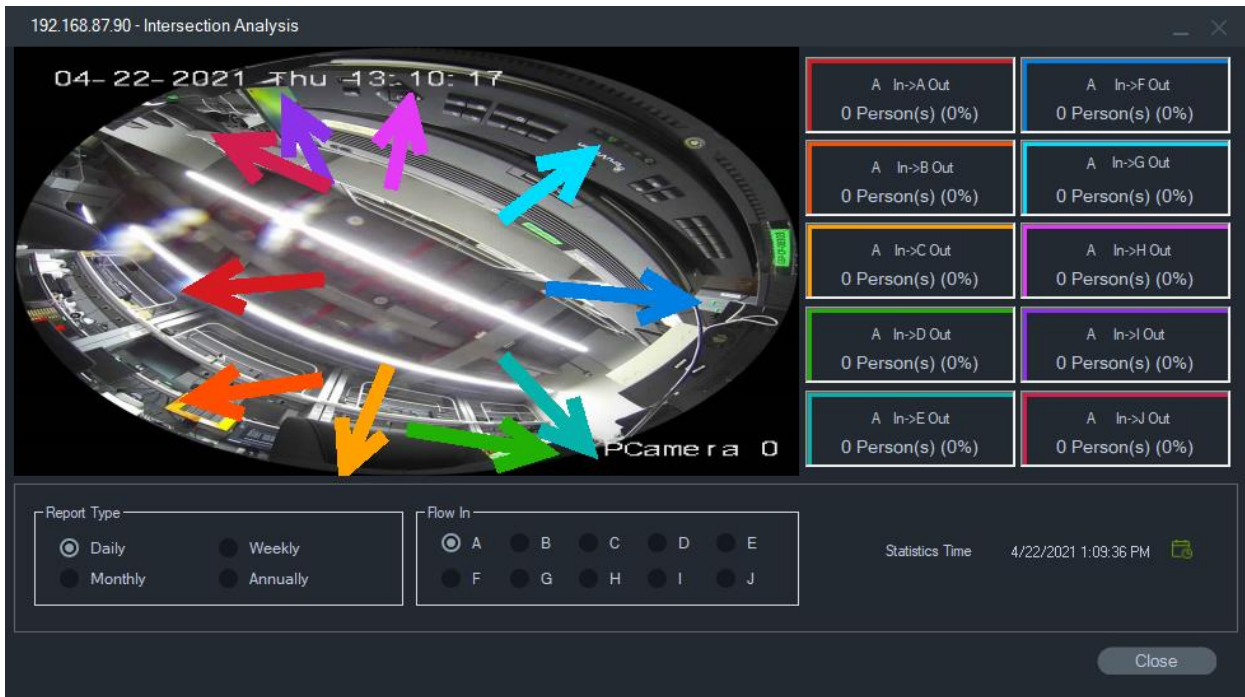 192.168.87.90 - Intersection Analysis
04-22-2021 Thu 13:10:17
PCamera 0
A In->A Out
0 Person(s) (0%)
A In->F Out
0 Person(s) (0%)
A In->B Out
0 Person(s) (0%)
A In->G Out
0 Person(s) (0%)
A In->C Out
0 Person(s) (0%)
A In->H Out
0 Person(s) (0%)
A In->D Out
0 Person(s) (0%)
A In->I Out
0 Person(s) (0%)
A In->E Out
0 Person(s) (0%)
A In->J Out
0 Person(s) (0%)
Report Type
Daily Weekly
Monthly Annually
Flow In
A B C D E
F G H I J
Statistics Time 4/22/2021 1:09:36 PM
Close